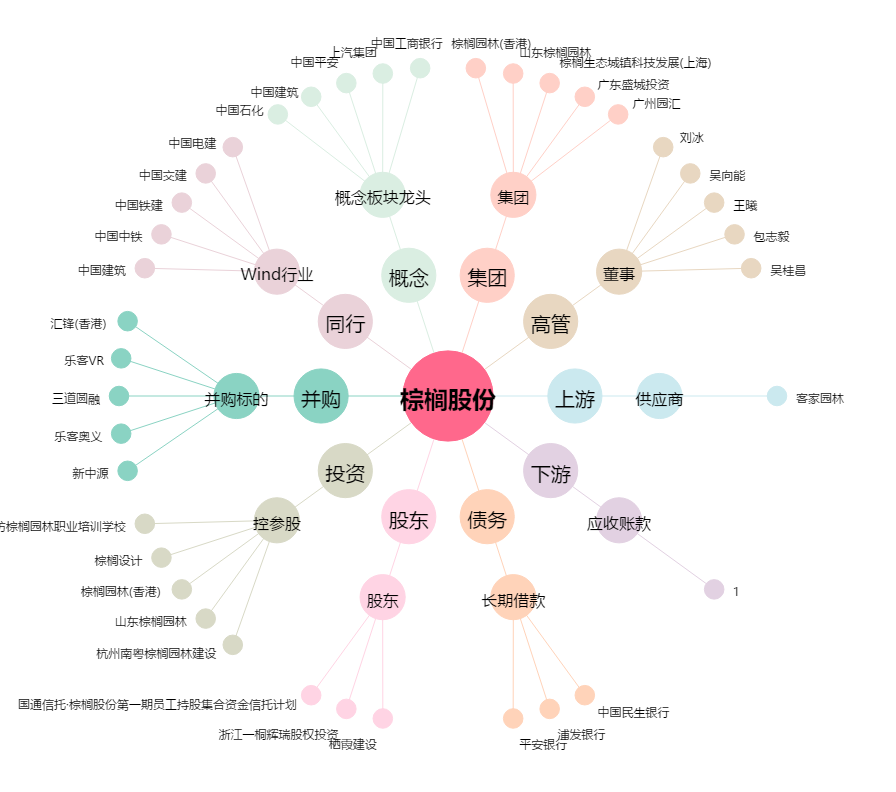 中国工商银行
上汽集团
中国平安
中国建筑
中国石化
概念板块龙头
概念
棕榈园林(香港)
山东棕榈园林
棕榈生态城镇科技发展(上海)
广东盛城投资
广州园汇
集团
集团
刘冰
吴向能
王曦
包志毅
吴桂昌
董事
高管
中国电建
中国交建
中国铁建
中国中铁
中国建筑
Wind行业
同行
汇锋(香港)
乐客VR
三道圆融
乐客奥义
新中源
并购标的
并购
棕榈股份
上游
供应商
客家园林
投资
控参股
棕榈园林职业培训学校
棕榈设计
棕榈园林(香港)
山东棕榈园林
杭州南粤棕榈园林建设
下游
应收账款
1
股东
股东
国通信托·棕榈股份第一期员工持股集合资金信托计划
浙江一桐辉瑞股权投资
栖霞建设
债务
长期借款
中国民生银行
浦发银行
平安银行